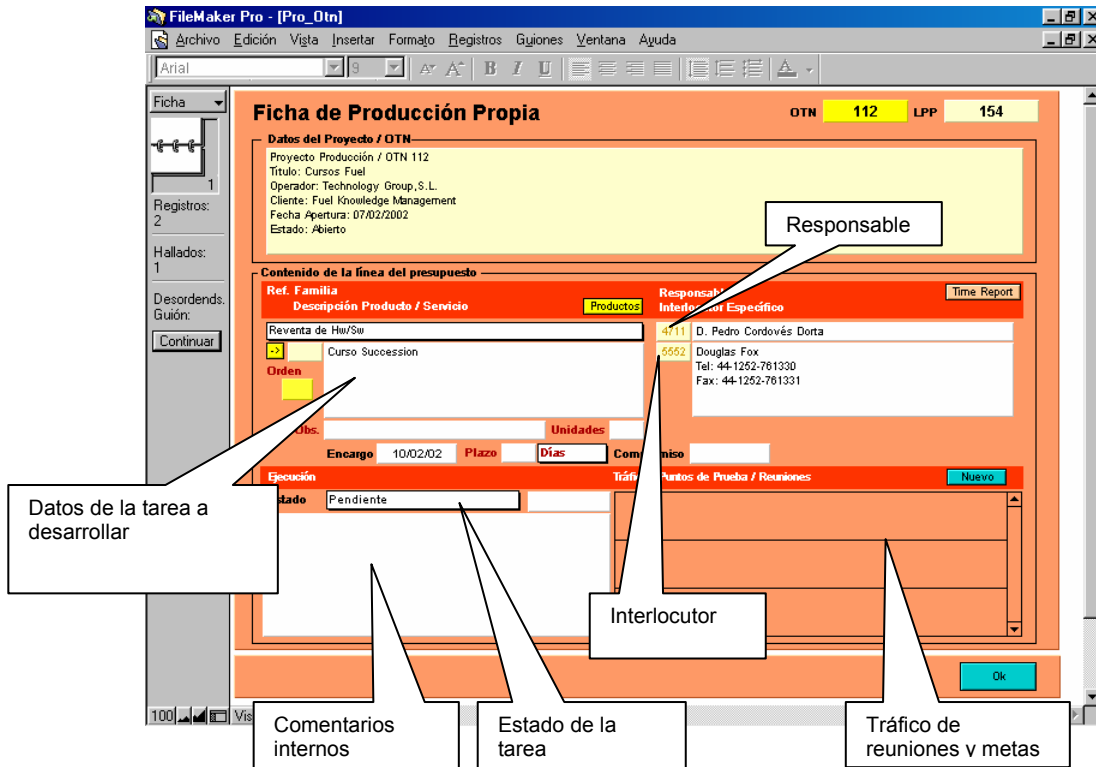 FileMaker Pro - [Pro_Otn]
Archivo Edición Vista Insertar Formato Registros Guiones Ventana Ayuda
Arial 9 B I U A
Ficha
Ficha de Producción Propia
OTN 112 LPP 154
Datos del Proyecto / OTN
Proyecto Producción / OTN 112
Título: Cursos Fuel
Operador: Technology Group,S.L.
Cliente: Fuel Knowledge Management
Fecha Apertura: 07/02/2002
Estado: Abierto
1
Registros:
2
Hallados:
1
Desordends.
Guión:
Continuar
Responsable
Contenido de la línea del presupuesto
Ref. Familia
Descripción Producto / Servicio
Productos
Time Report
Interlocutor Específico
Reventa de Hw/Sw
4711 D. Pedro Cordovés Dorta
-> Curso Succession
5552 Douglas Fox
Tel: 44-1252-761330
Fax: 44-1252-761331
Orden
Obs. Unidades
Encargo 10/02/02 Plazo Días
Ejecución
Puntos de Prueba / Reuniones
Nuevo
Pendiente
Datos de la tarea a
desarrollar
Interlocutor
Ok
100
Comentarios
internos
Estado de la
tarea
Tráfico de
reuniones y metas